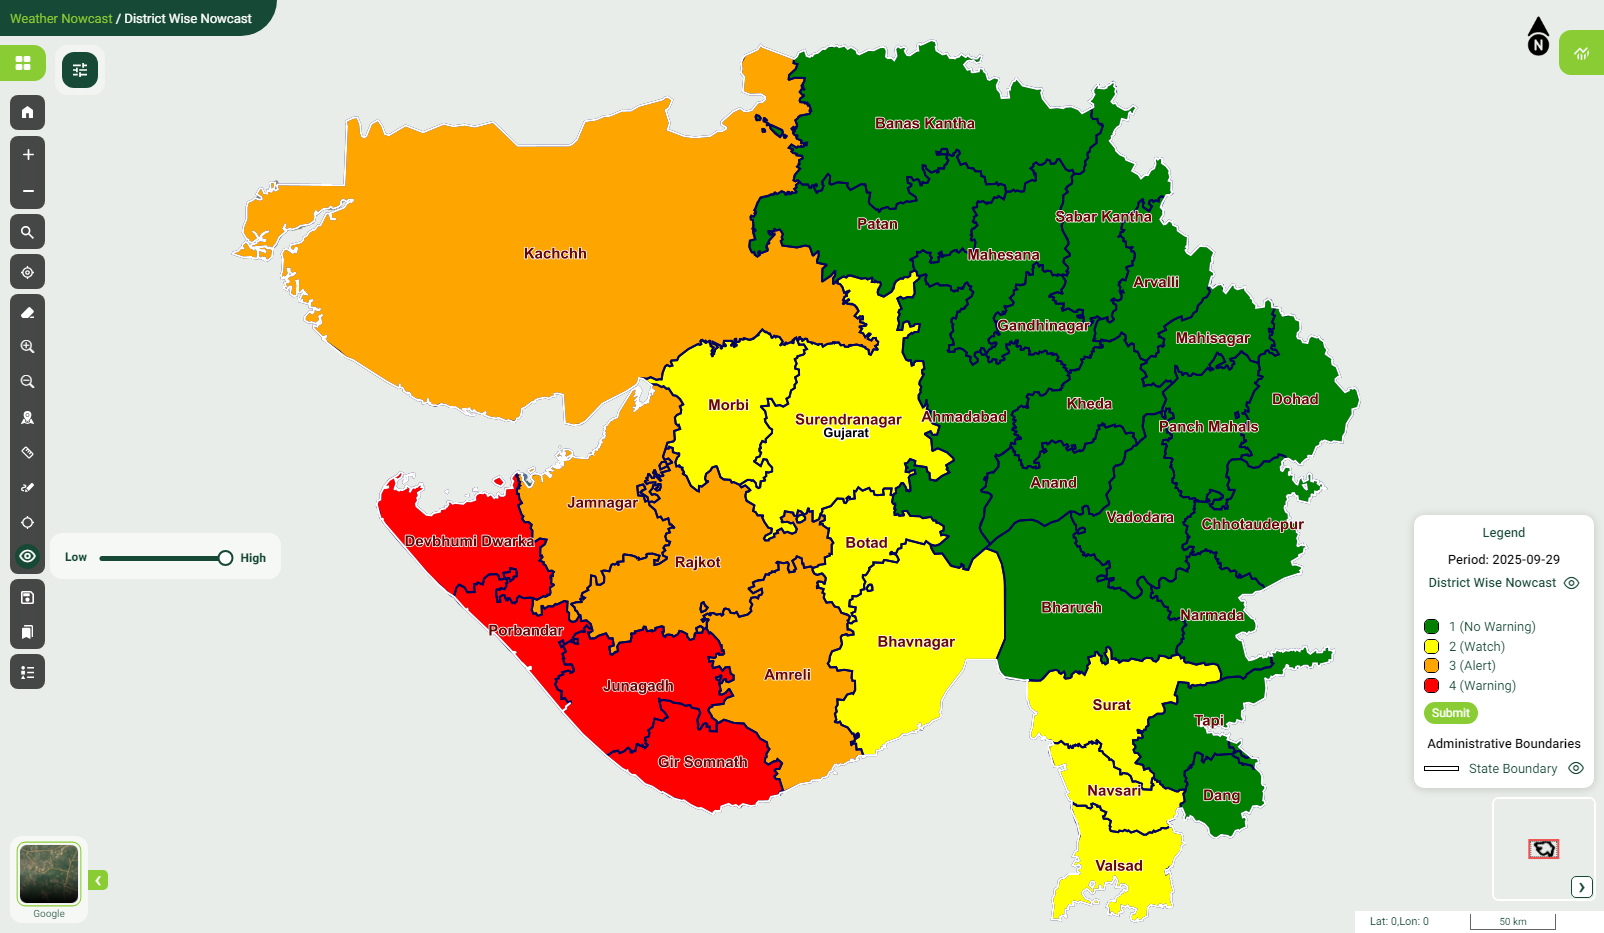 Weather Nowcast / District Wise Nowcast
N
Banas Kantha
Patan
Sabar Kantha
Kachchh
Mahesana
Arvalli
Gandhinagar
Mahisagar
Morbi
Surendranagar
Gujarat
Ahmadabad
Kheda
Dohad
Panch Mahals
Anand
Jamnagar
Vadodara
Chhotaudepur
Devbhumi Dwarka
Botad
Rajkot
Low
High
Bharuch
Narmada
Porbandar
Bhavnagar
Junagadh
Amreli
Surat
Tapi
Gir Somnath
Navsari
Dang
Valsad
Legend
Period: 2025-09-29
District Wise Nowcast
1 (No Warning)
2 (Watch)
3 (Alert)
4 (Warning)
Submit
Administrative Boundaries
State Boundary
Google
Lat: 0,Lon: 0
50 km